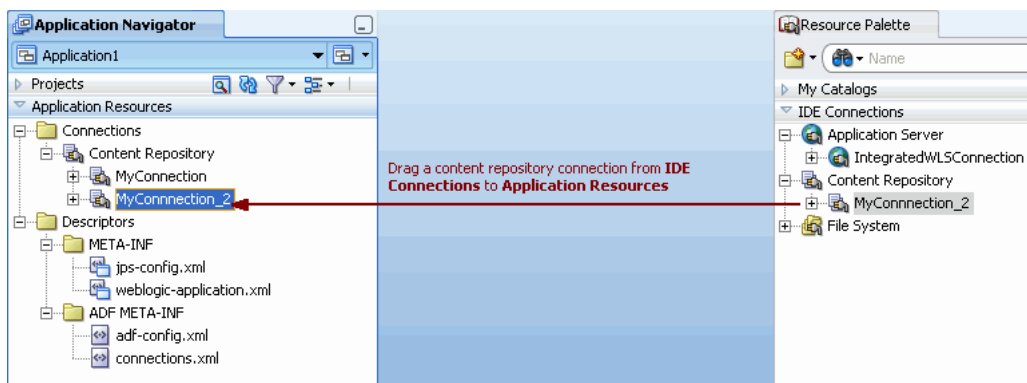 Application Navigator
Application1
Projects
Application Resources
Connections
Content Repository
MyConnection
MyConnnection_2
Descriptors
META-INF
jps-config.xml
weblogic-application.xml
ADF META-INF
adf-config.xml
connections.xml
Drag a content repository connection from IDE
Connections to Application Resources
Resource Palette
Name
My Catalogs
IDE Connections
Application Server
IntegratedWLSConnection
Content Repository
MyConnnection_2
File System